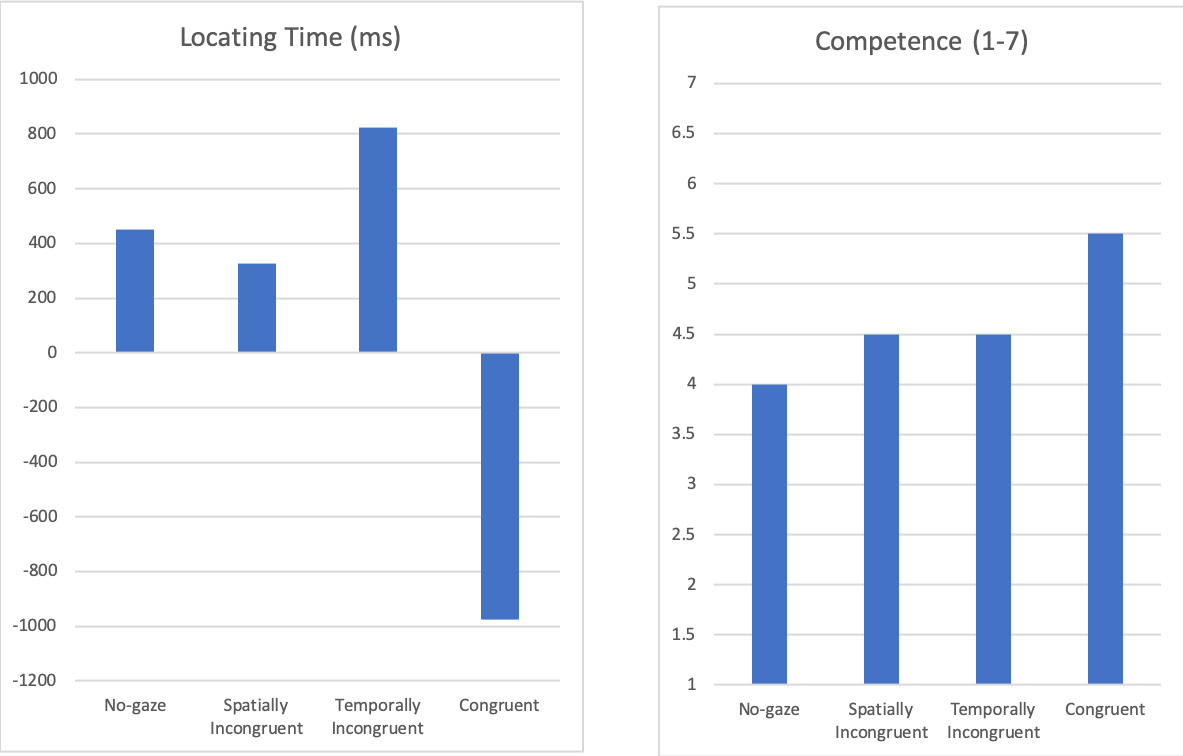 Locating Time (ms)
1000
800
600
400
200
0
-200
-400
-600
-800
-1000
-1200
No-gaze
Spatially
Incongruent
Temporally
Incongruent
Congruent
Competence (1-7)
7
6.5
6
5.5
5
4.5
4
3.5
3
2.5
2
1.5
1
No-gaze
Spatially
Incongruent
Temporally
Incongruent
Congruent